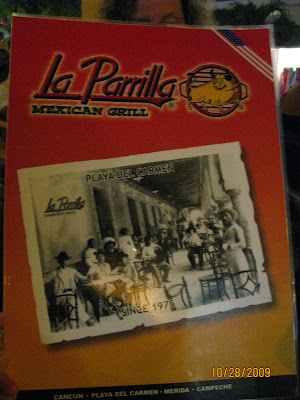 La Parrilla®
MEXICAN GRILL
PLAYA DEL CARMEN
La Parrilla
SINCE 1975
10/28/2009
CANCUN • PLAYA DEL CARMEN • MERIDA • CAMPECHE